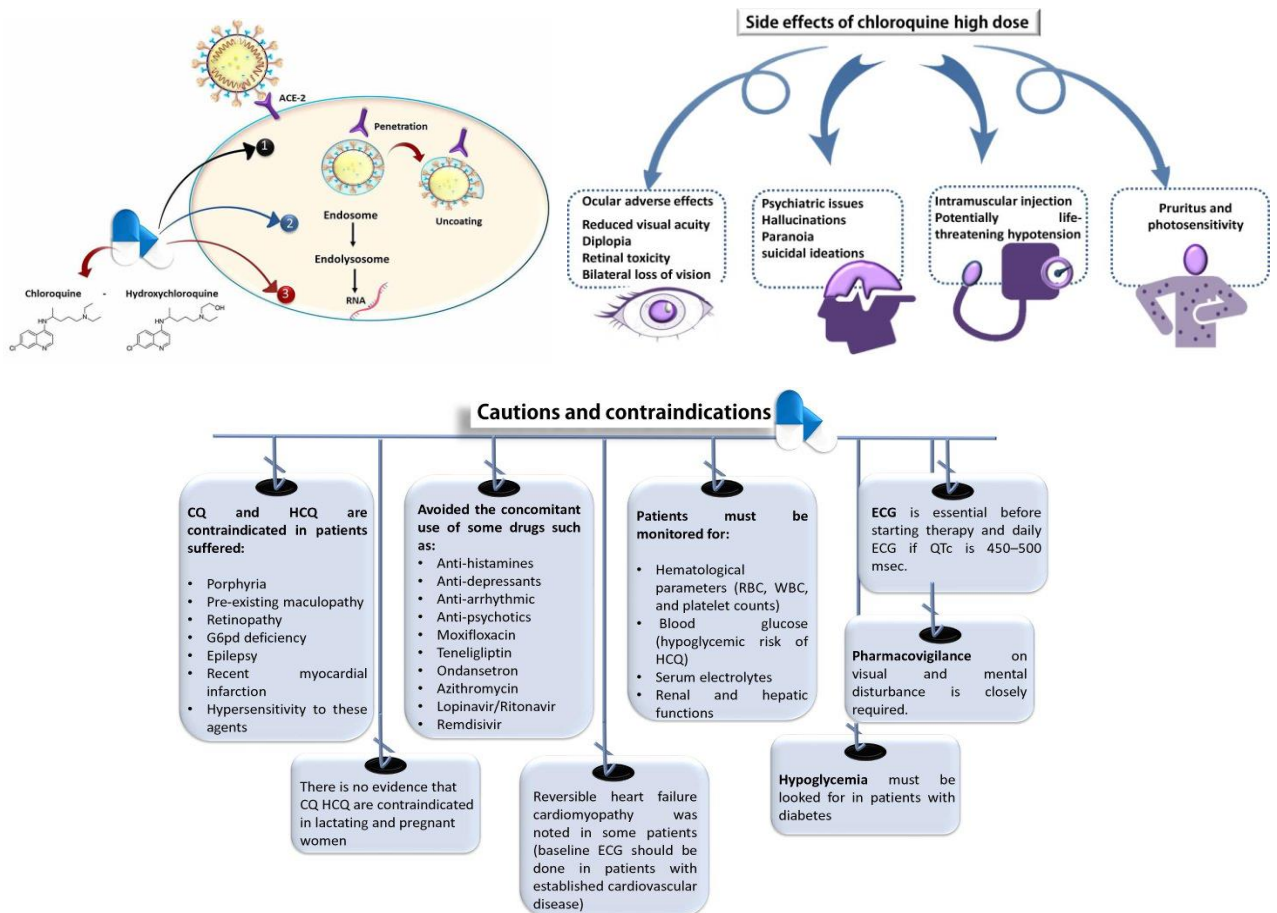 ACE-2
Penetration
1
2
3
Uncoating
Endosome
Endolysosome
RNA
Chloroquine - Hydroxychloroquine
HN
N
Cl
N
HN
N
OH
Cl
N
Side effects of chloroquine high dose
Ocular adverse effects
Reduced visual acuity
Diplopia
Retinal toxicity
Bilateral loss of vision
Psychiatric issues
Hallucinations
Paranoia
suicidal ideations
Intramuscular injection
Potentially life-
threatening hypotension
Pruritus and
photosensitivity
Cautions and contraindications
CQ and HCQ are
contraindicated in patients
suffered:
• Porphyria
• Pre-existing maculopathy
• Retinopathy
• G6pd deficiency
• Epilepsy
• Recent myocardial
infarction
• Hypersensitivity to these
agents
There is no evidence that
CQ HCQ are contraindicated
in lactating and pregnant
women
Avoided the concomitant
use of some drugs such
as:
• Anti-histamines
• Anti-depressants
• Anti-arrhythmic
• Anti-psychotics
• Moxifloxacin
• Teneligliptin
• Ondansetron
• Azithromycin
• Lopinavir/Ritonavir
• Remdisivir
Reversible heart failure
cardiomyopathy was
noted in some patients
(baseline ECG should be
done in patients with
established cardiovascular
disease)
Patients must be
monitored for:
• Hematological
parameters (RBC, WBC,
and platelet counts)
• Blood glucose
(hypoglycemic risk of
HCQ)
• Serum electrolytes
• Renal and hepatic
functions
ECG is essential before
starting therapy and daily
ECG if QTc is 450–500
msec.
Pharmacovigilance on
visual and mental
disturbance is closely
required.
Hypoglycemia must be
looked for in patients with
diabetes